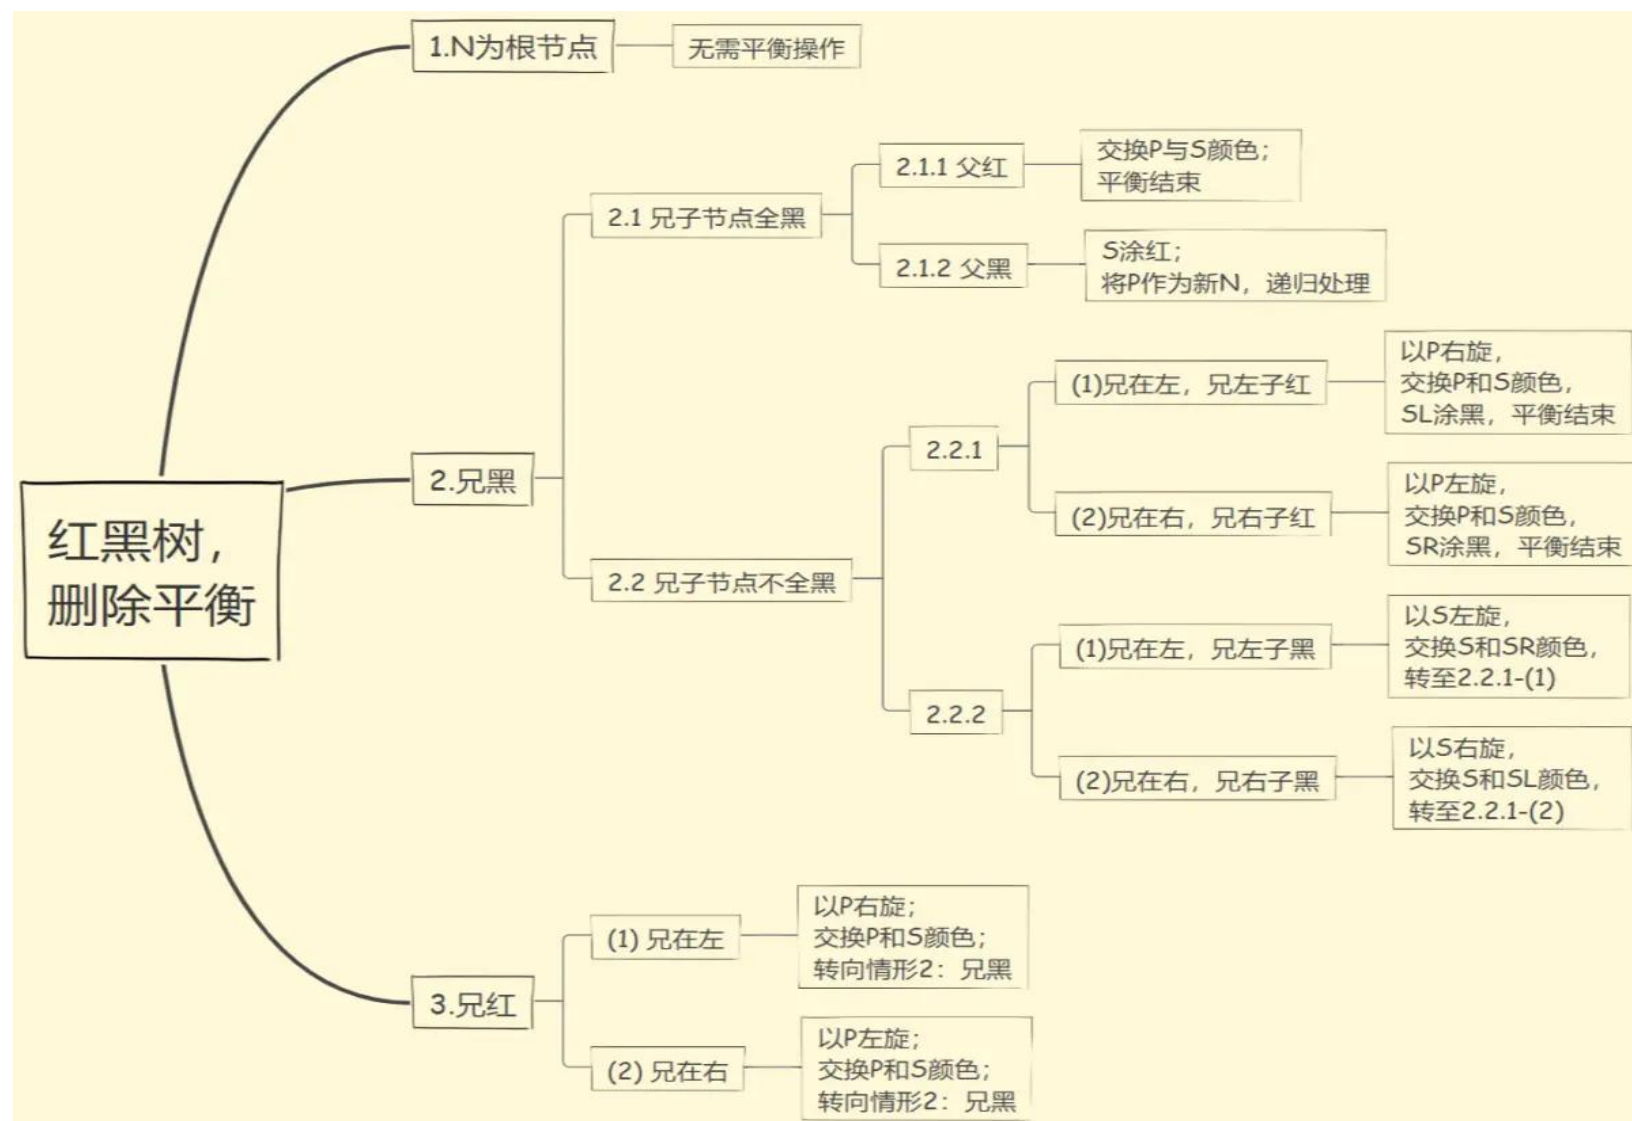 1.N为根节点
无需平衡操作
交换P与S颜色；
平衡结束
2.1.1 父红
2.1 兄子节点全黑
2.1.2 父黑
S涂红；
将P作为新N，递归处理
以P右旋，
交换P和S颜色，
SL涂黑，平衡结束
(1)兄在左，兄左子红
2.2.1
2.兄黑
以P左旋，
交换P和S颜色，
SR涂黑，平衡结束
(2)兄在右，兄右子红
红黑树，
删除平衡
2.2 兄子节点不全黑
以S左旋，
交换S和SR颜色，
转至2.2.1-(1)
(1)兄在左，兄左子黑
2.2.2
以S右旋，
交换S和SL颜色，
转至2.2.1-(2)
(2)兄在右，兄右子黑
以P右旋；
交换P和S颜色；
转向情形2：兄黑
(1) 兄在左
3.兄红
(2) 兄在右
以P左旋；
交换P和S颜色；
转向情形2：兄黑